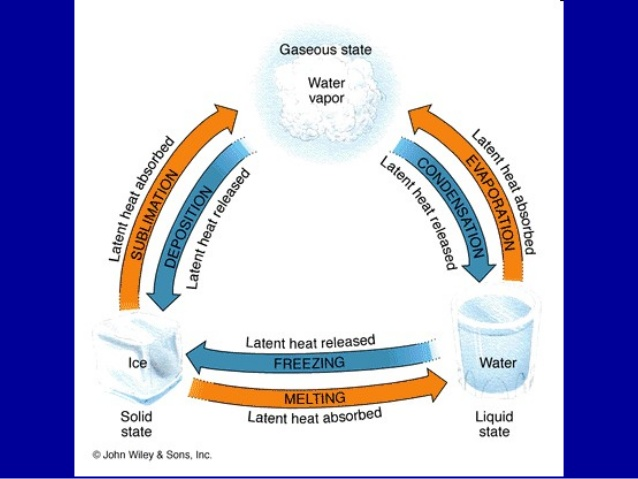 Gaseous state
Water
vapor
Latent heat absorbed
SUBLIMATION
DEPOSITION
Latent heat released
Latent heat released
CONDENSATION
EVAPORATION
Latent heat absorbed
Ice
Solid
state
Latent heat released
FREEZING
MELTING
Latent heat absorbed
Water
Liquid
state
© John Wiley & Sons, Inc.